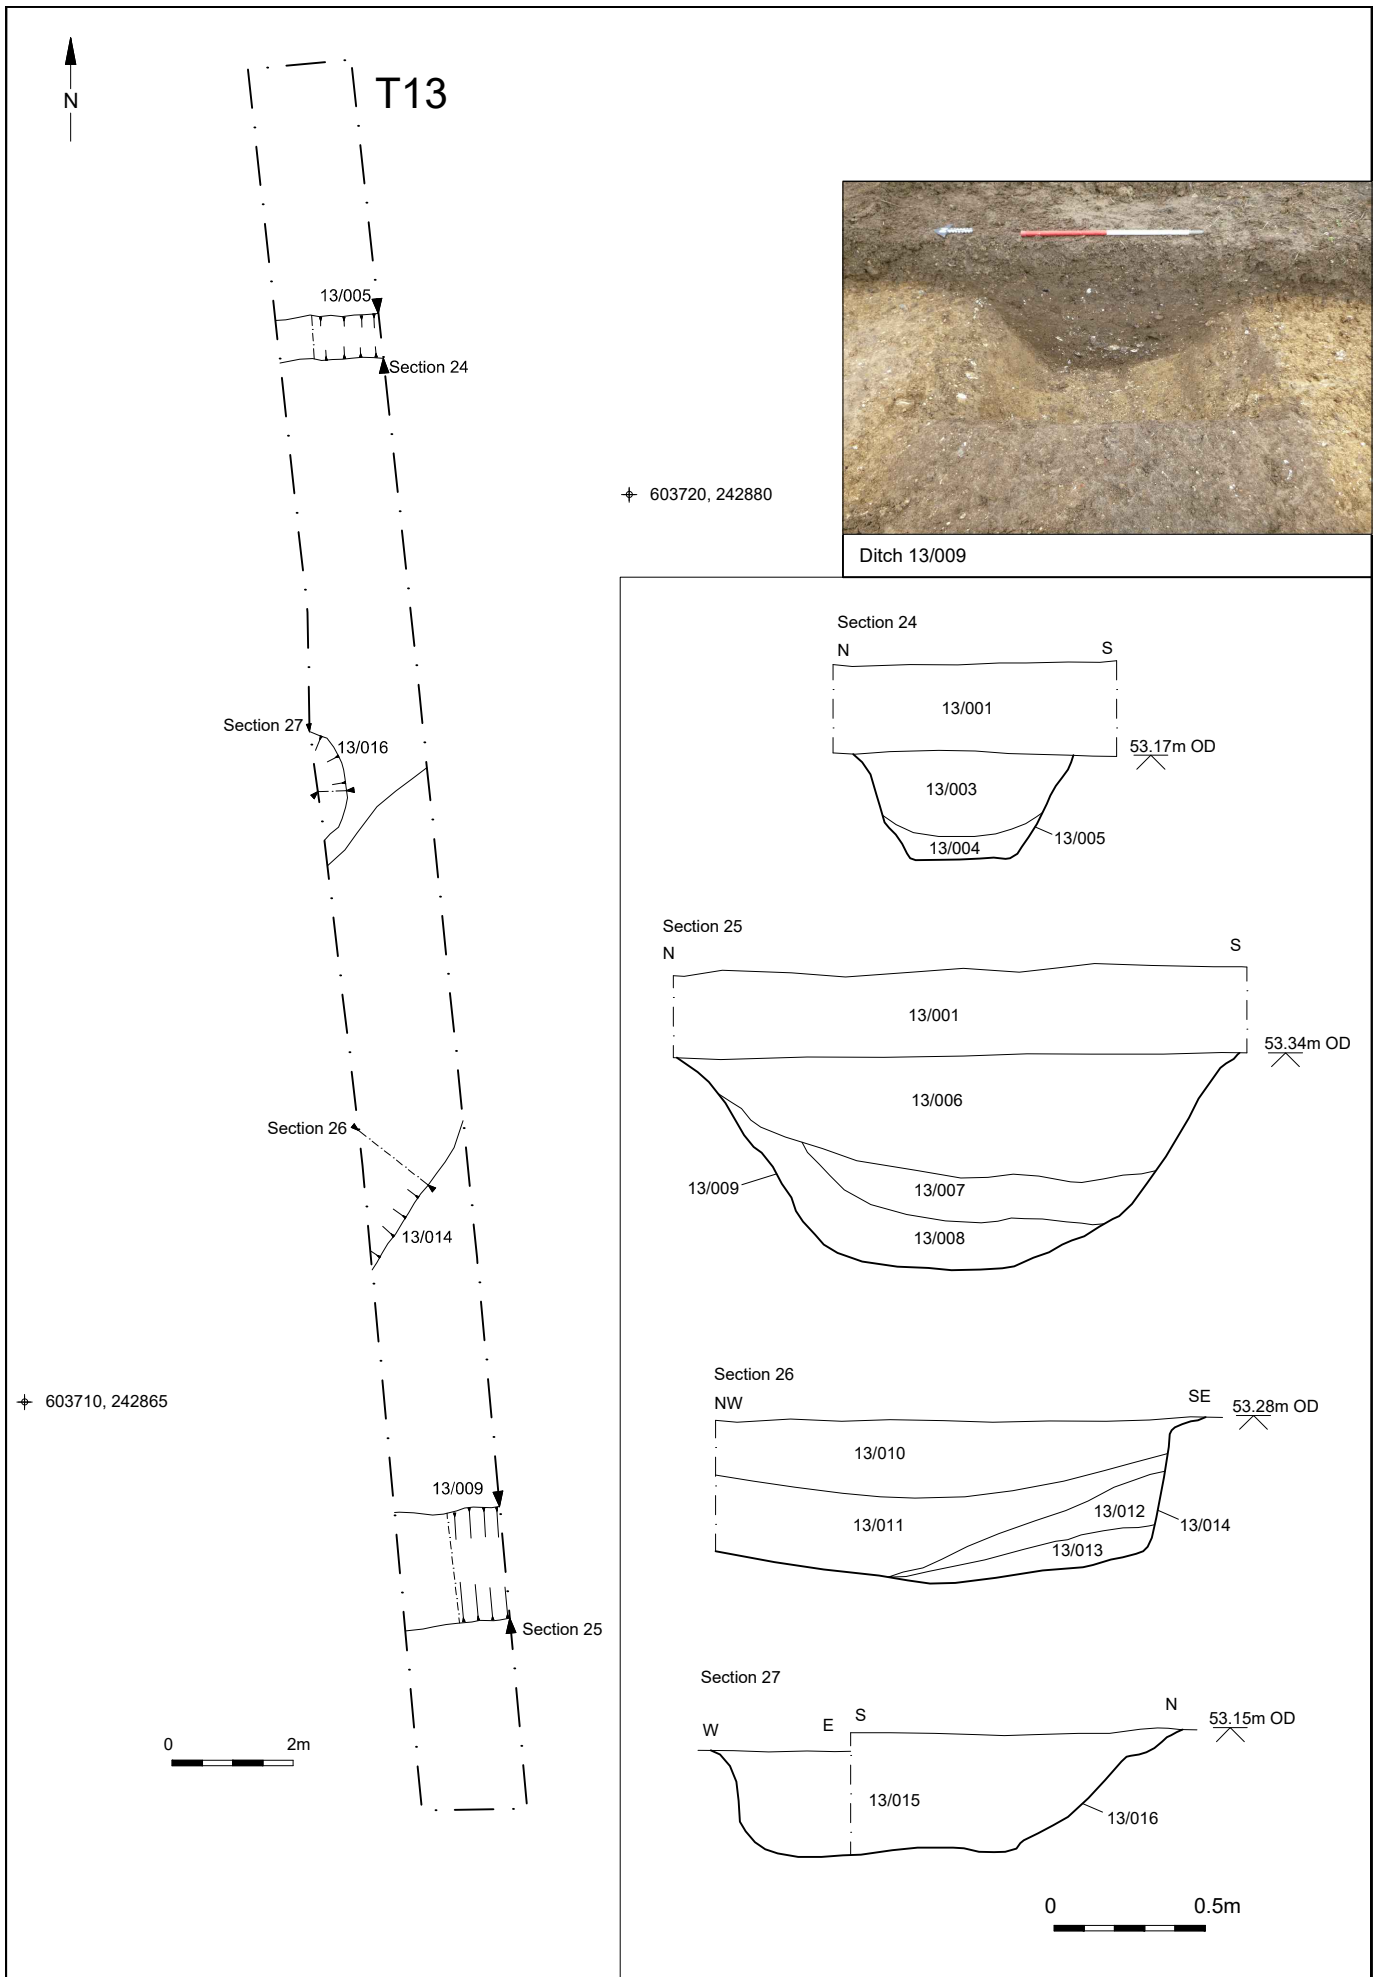 N
T13
13/005
Section 24
603720, 242880
Section 27
13/016
Section 26
13/014
603710, 242865
13/009
Section 25
0 2m
Ditch 13/009
Section 24
N S
13/001
53.17m OD
13/003
13/004
13/005
Section 25
N S
13/001
53.34m OD
13/006
13/009
13/007
13/008
Section 26
NW SE
53.28m OD
13/010
13/011
13/012
13/013
13/014
Section 27
W E S N
53.15m OD
13/015
13/016
0 0.5m